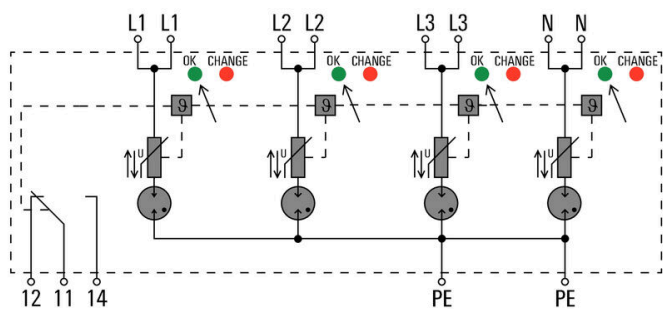 L1 L1 L2 L2 L3 L3 N N
OK CHANGE OK CHANGE OK CHANGE OK CHANGE
ϑ ϑ ϑ ϑ
U U U U
12 11 14 PE PE